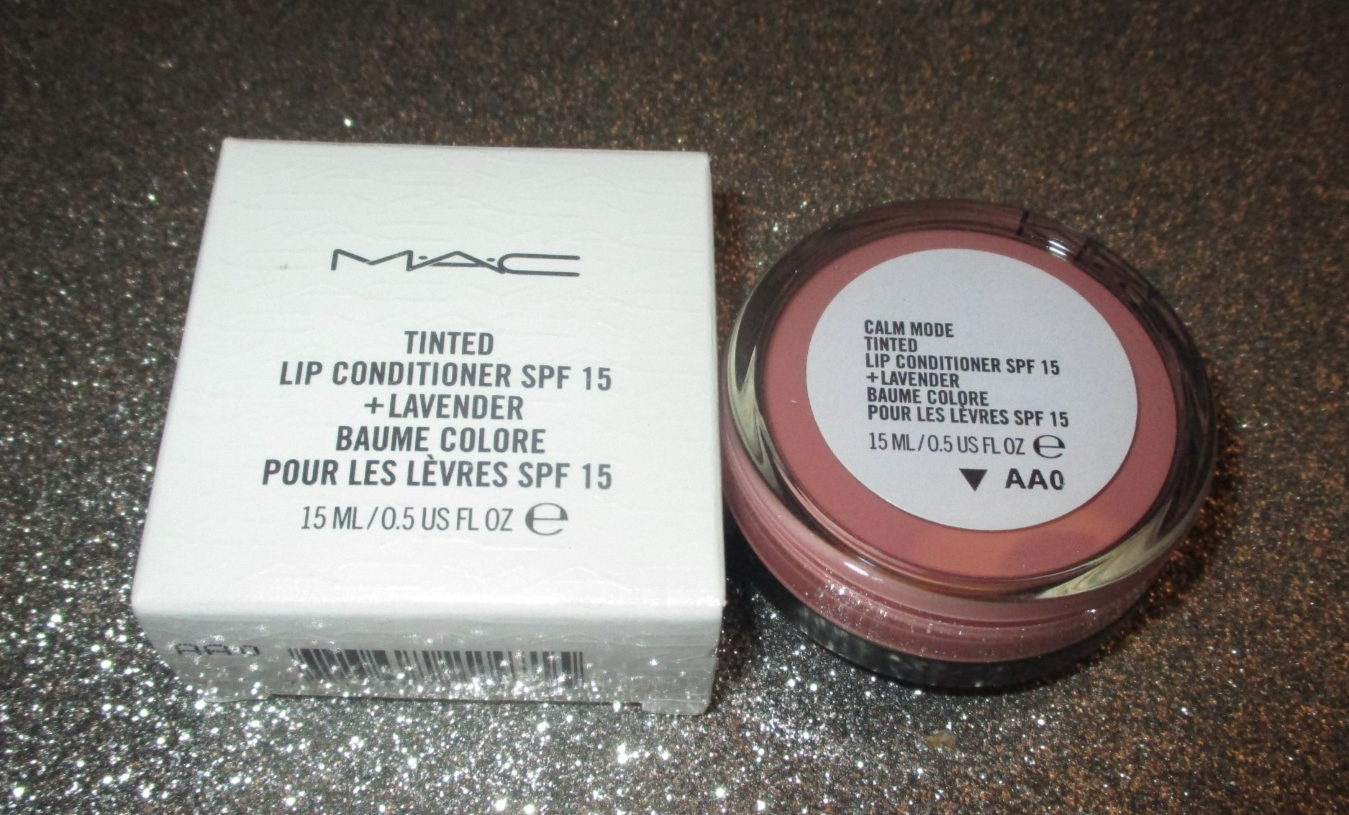 M·A·C
TINTED
LIP CONDITIONER SPF 15
+LAVENDER
BAUME COLORE
POUR LES LÈVRES SPF 15
15 ML/0.5 US FL OZ ℮
AA0
CALM MODE
TINTED
LIP CONDITIONER SPF 15
+LAVENDER
BAUME COLORE
POUR LES LÈVRES SPF 15
15 ML/0.5 US FL OZ ℮
▼ AA0